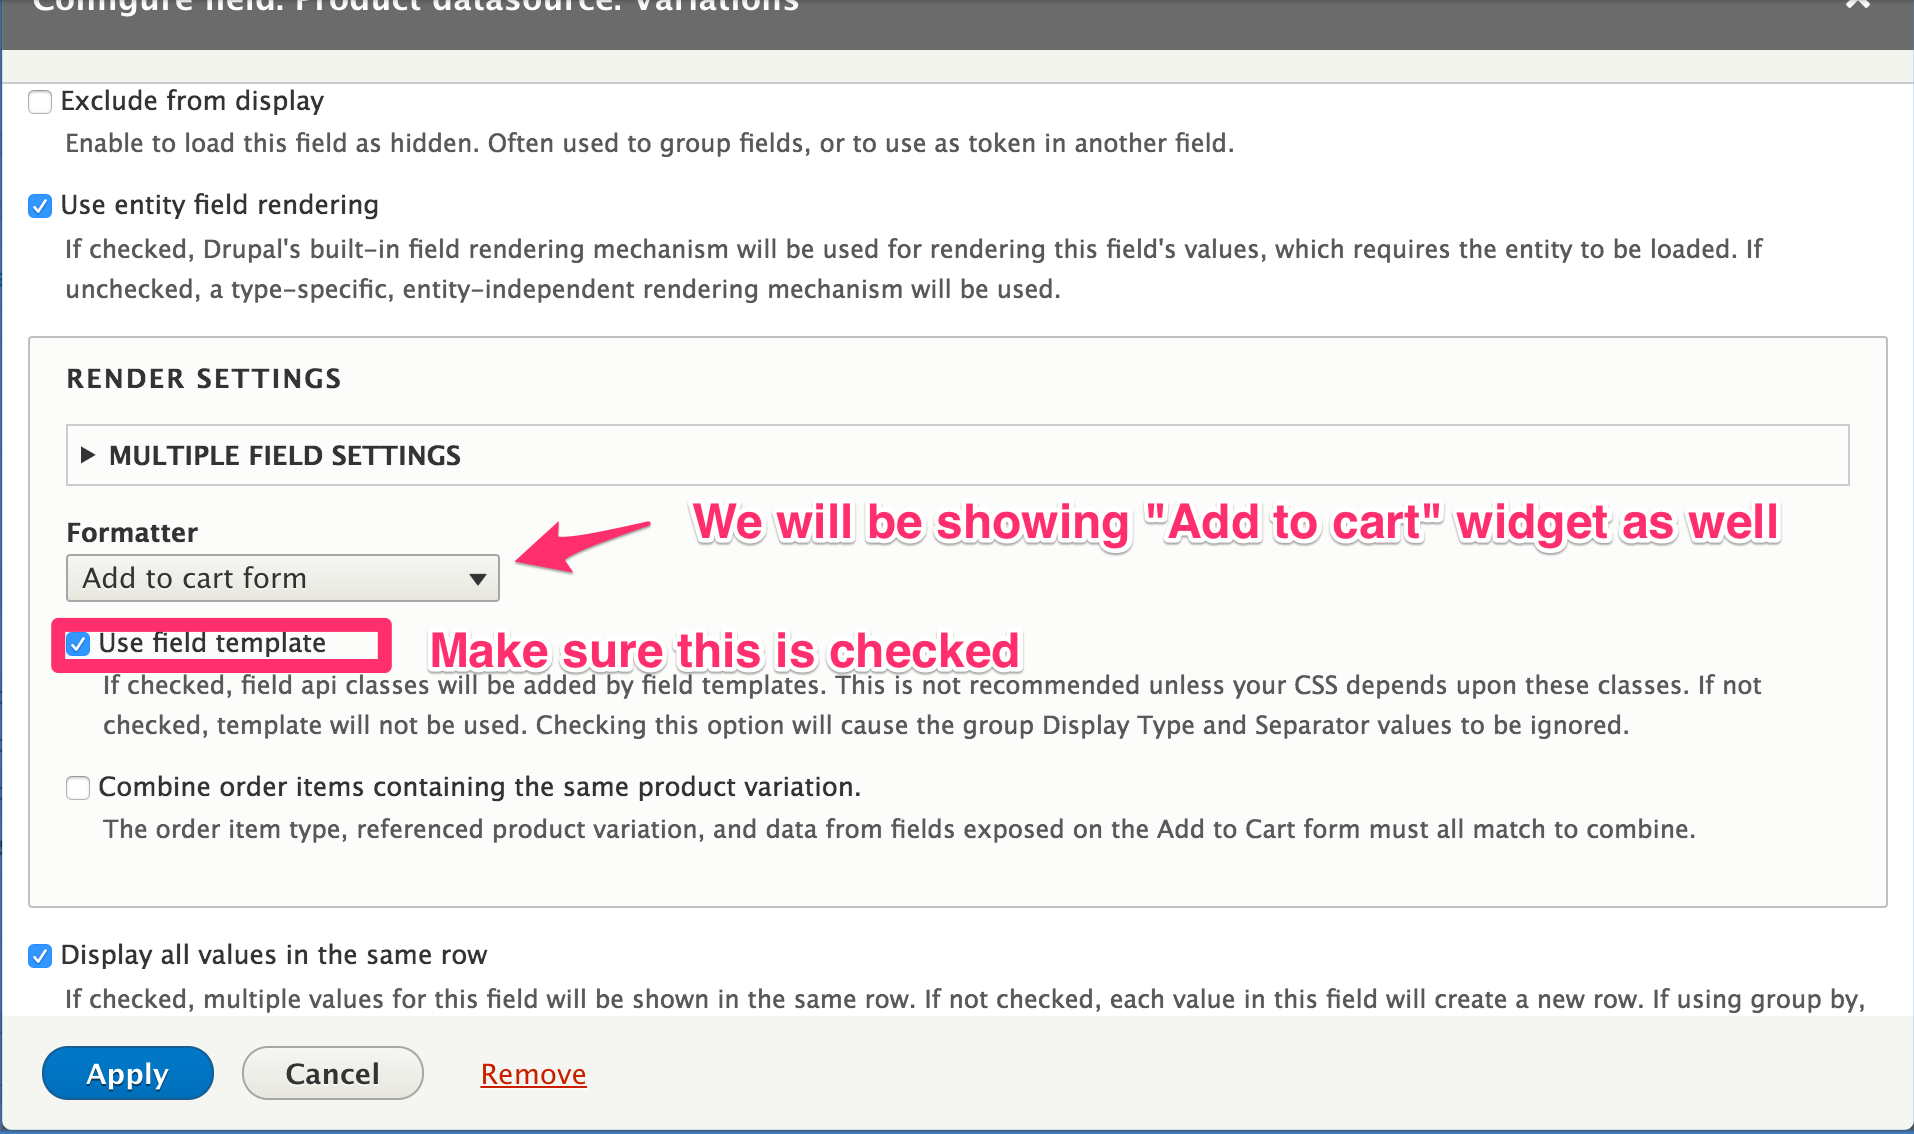 Configure field: Product datasource: Variations
Exclude from display
Enable to load this field as hidden. Often used to group fields, or to use as token in another field.
Use entity field rendering
If checked, Drupal's built-in field rendering mechanism will be used for rendering this field's values, which requires the entity to be loaded. If
unchecked, a type-specific, entity-independent rendering mechanism will be used.
RENDER SETTINGS
MULTIPLE FIELD SETTINGS
We will be showing "Add to cart" widget as well
Formatter
Add to cart form
Use field template
Make sure this is checked
If checked, field api classes will be added by field templates. This is not recommended unless your CSS depends upon these classes. If not
checked, template will not be used. Checking this option will cause the group Display Type and Separator values to be ignored.
Combine order items containing the same product variation.
The order item type, referenced product variation, and data from fields exposed on the Add to Cart form must all match to combine.
Display all values in the same row
If checked, multiple values for this field will be shown in the same row. If not checked, each value in this field will create a new row. If using group by,
Apply
Cancel
Remove